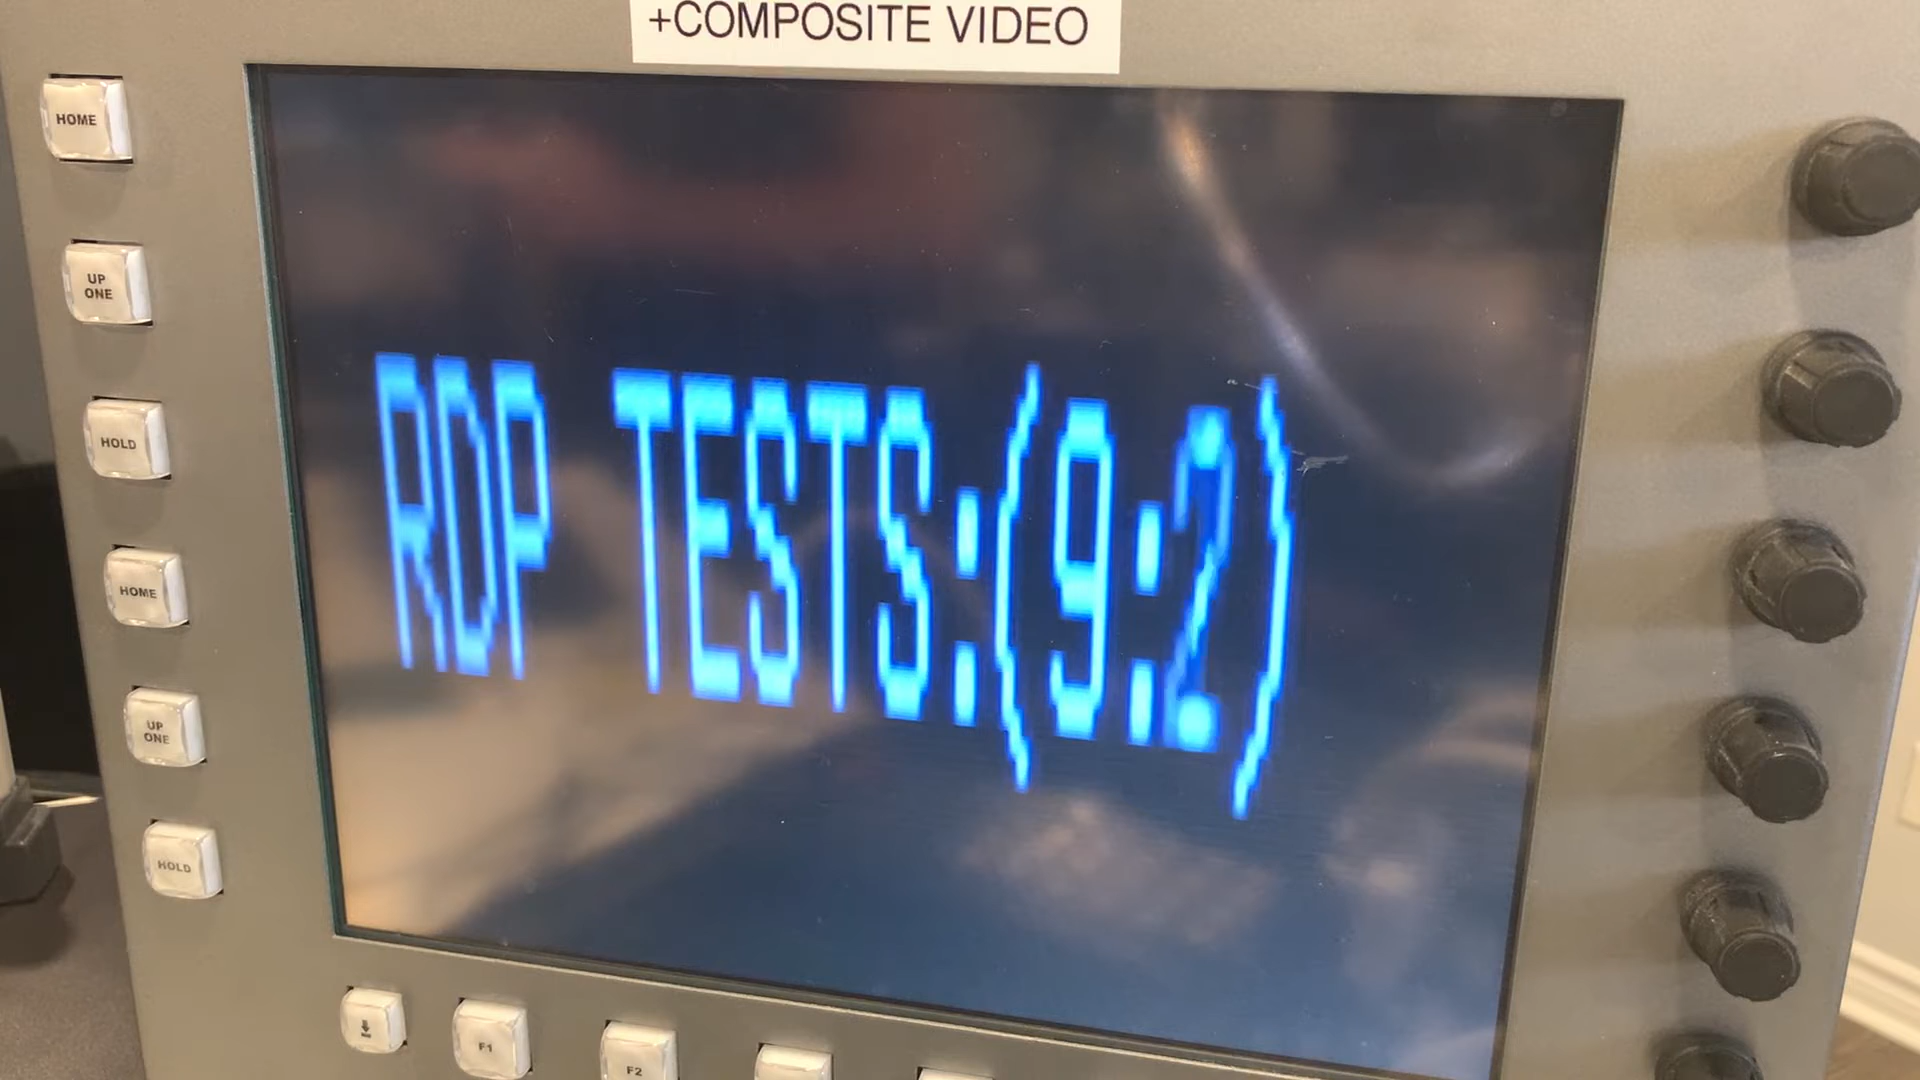 +COMPOSITE VIDEO
HOME
UP
ONE
HOLD
HOME
UP
ONE
HOLD
RDP TESTS:(9:2)
F1
F2